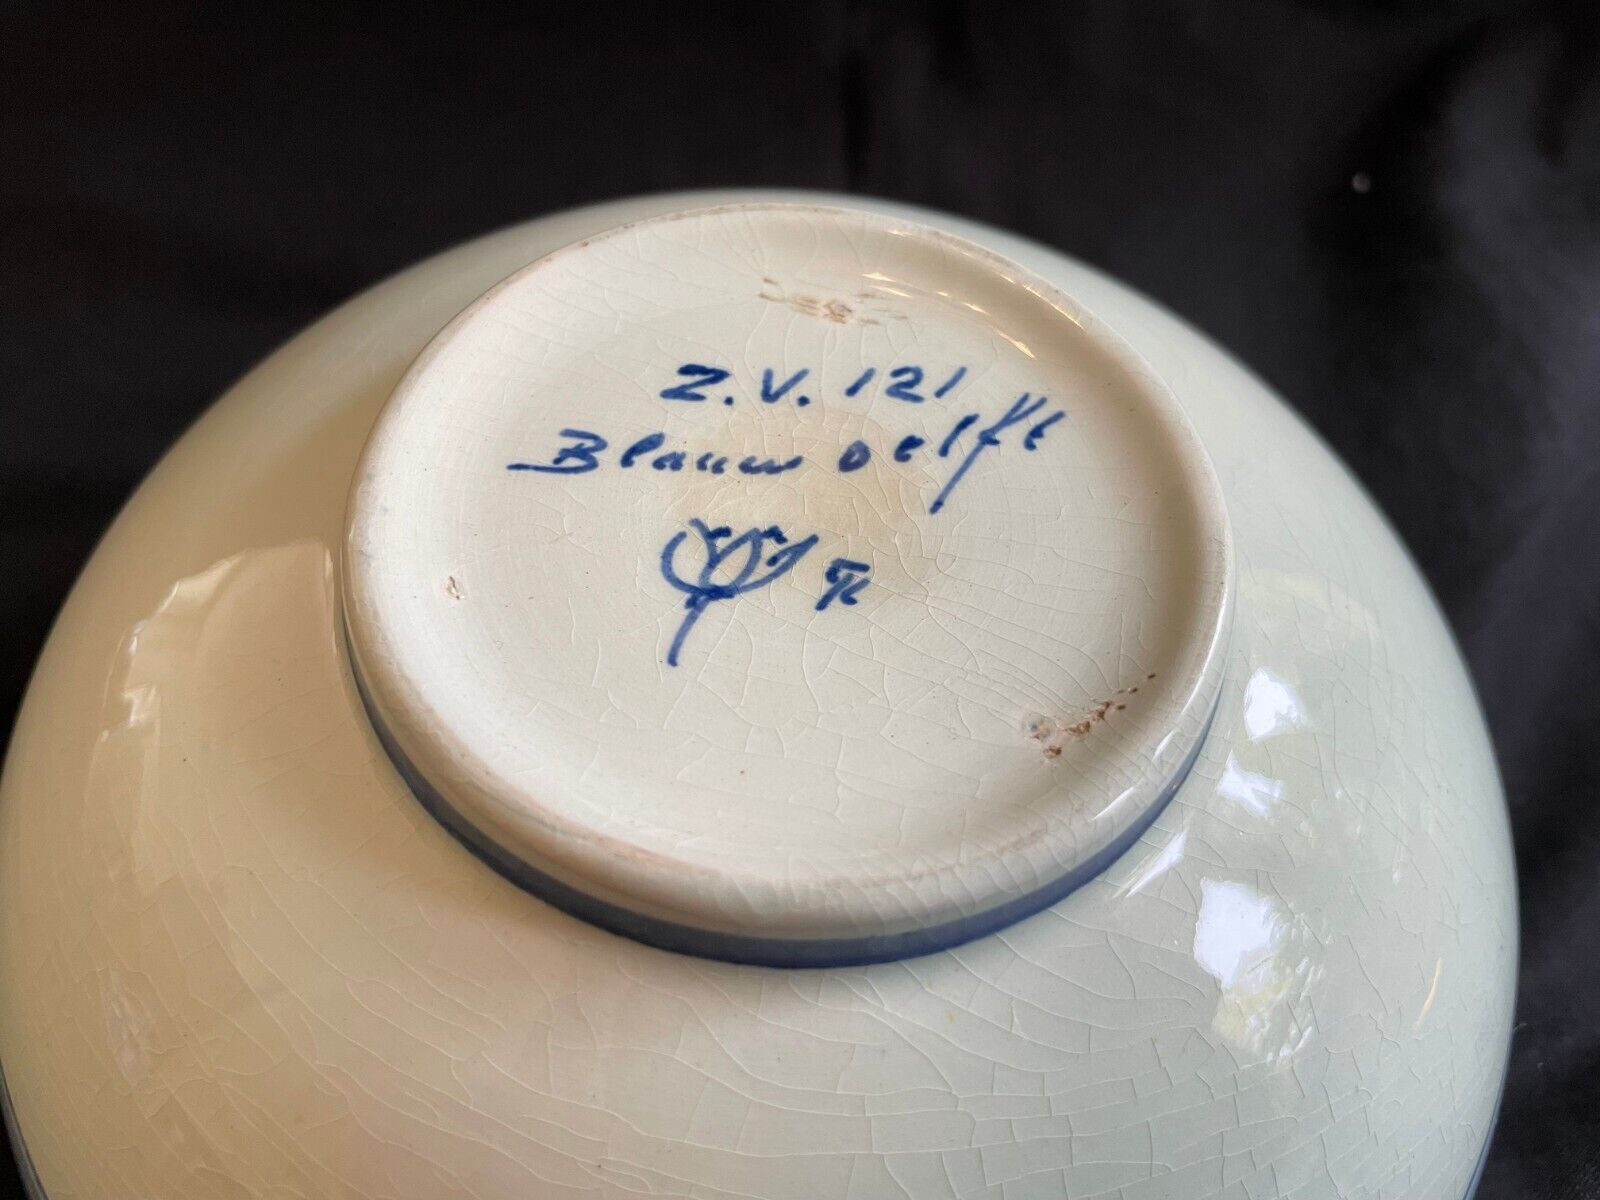 Z.V. 121
Blauw Delft